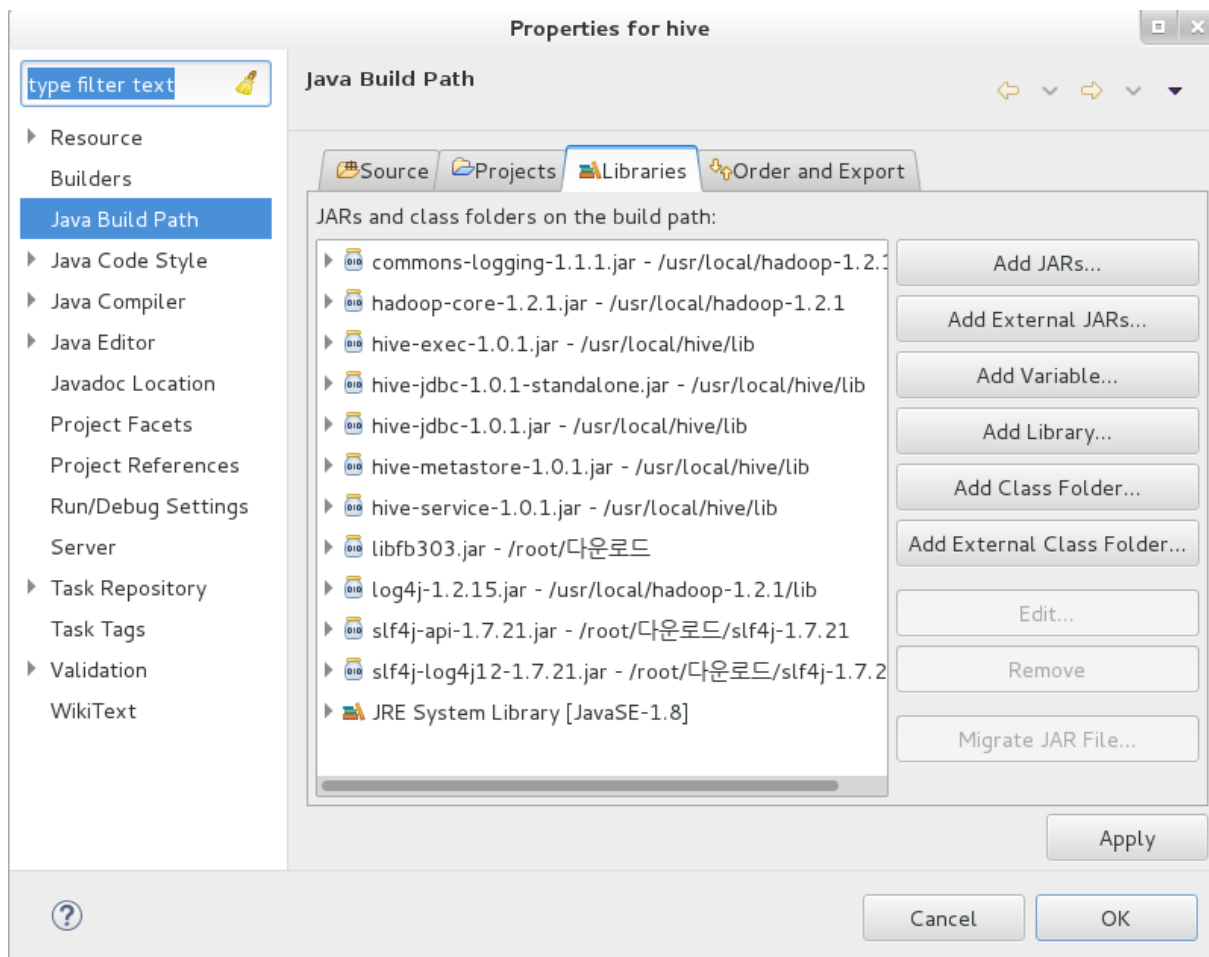 Properties for hive
type filter text
Resource
Builders
Java Build Path
Java Code Style
Java Compiler
Java Editor
Javadoc Location
Project Facets
Project References
Run/Debug Settings
Server
Task Repository
Task Tags
Validation
WikiText
Java Build Path
Source
Projects
Libraries
Order and Export
JARs and class folders on the build path:
commons-logging-1.1.1.jar - /usr/local/hadoop-1.2.1
hadoop-core-1.2.1.jar - /usr/local/hadoop-1.2.1
hive-exec-1.0.1.jar - /usr/local/hive/lib
hive-jdbc-1.0.1-standalone.jar - /usr/local/hive/lib
hive-jdbc-1.0.1.jar - /usr/local/hive/lib
hive-metastore-1.0.1.jar - /usr/local/hive/lib
hive-service-1.0.1.jar - /usr/local/hive/lib
libfb303.jar - /root/다운로드
log4j-1.2.15.jar - /usr/local/hadoop-1.2.1/lib
slf4j-api-1.7.21.jar - /root/다운로드/slf4j-1.7.21
slf4j-log4j12-1.7.21.jar - /root/다운로드/slf4j-1.7.2
JRE System Library [JavaSE-1.8]
Add JARs...
Add External JARs...
Add Variable...
Add Library...
Add Class Folder...
Add External Class Folder...
Edit...
Remove
Migrate JAR File...
Apply
Cancel
OK